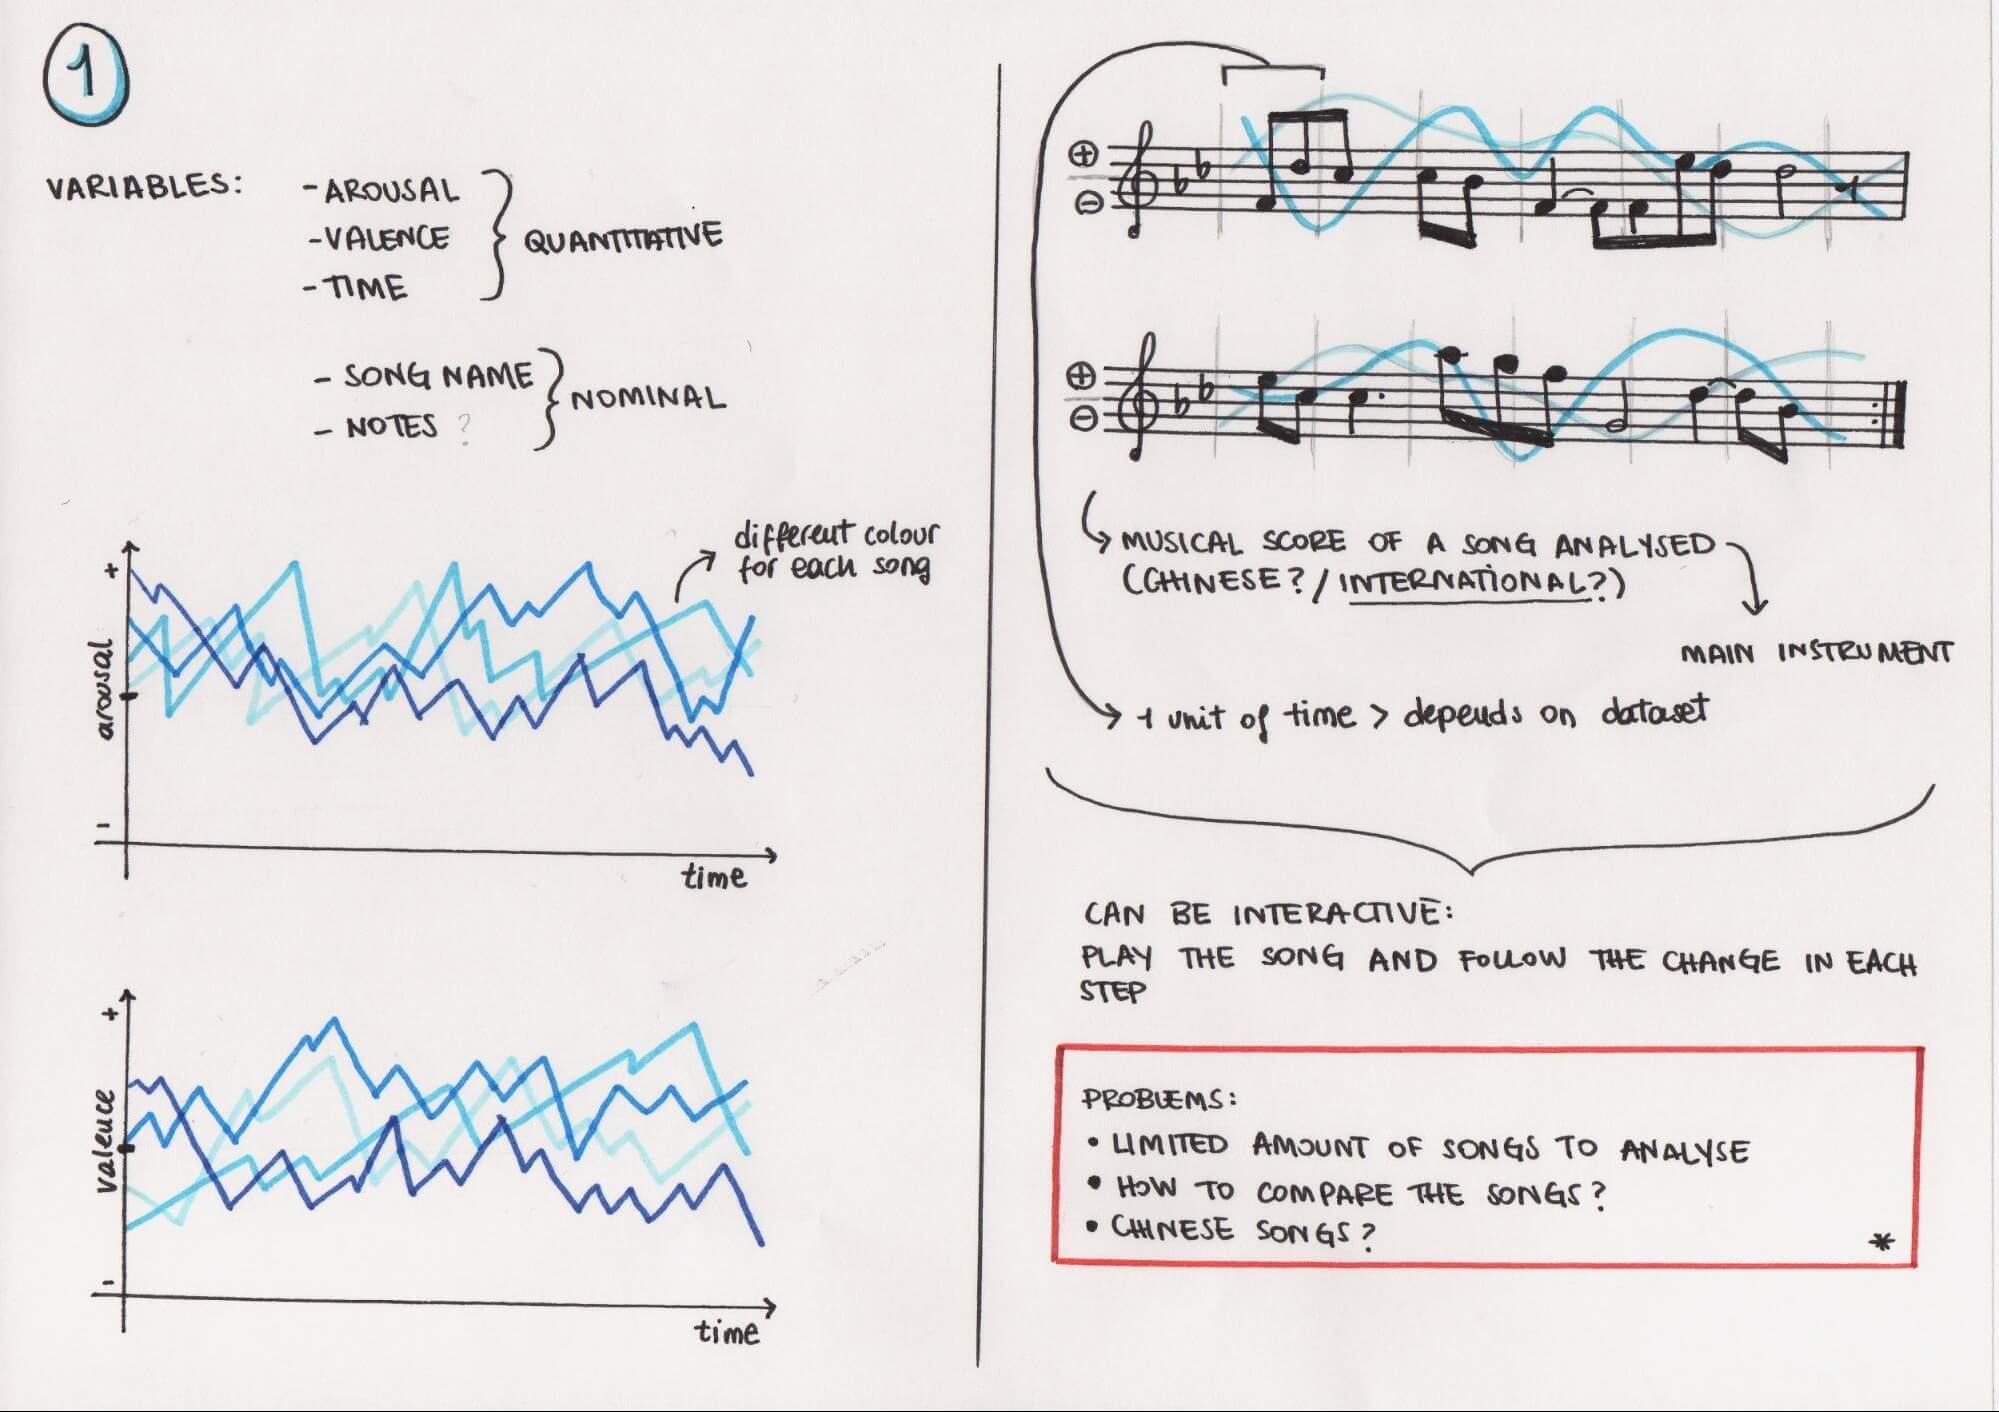 1
VARIABLES:
- AROUSAL
- VALENCE
- TIME
QUANTITATIVE
- SONG NAME
- NOTES ?
NOMINAL
different colour
for each song
+
arousal
-
time
+
valence
-
time
+
-
+
-
MUSICAL SCORE OF A SONG ANALYSED
(CHINESE? / INTERNATIONAL?)
MAIN INSTRUMENT
1 unit of time > depends on dataset
CAN BE INTERACTIVE:
PLAY THE SONG AND FOLLOW THE CHANGE IN EACH
STEP
PROBLEMS:
• LIMITED AMOUNT OF SONGS TO ANALYSE
• HOW TO COMPARE THE SONGS?
• CHINESE SONGS?
*